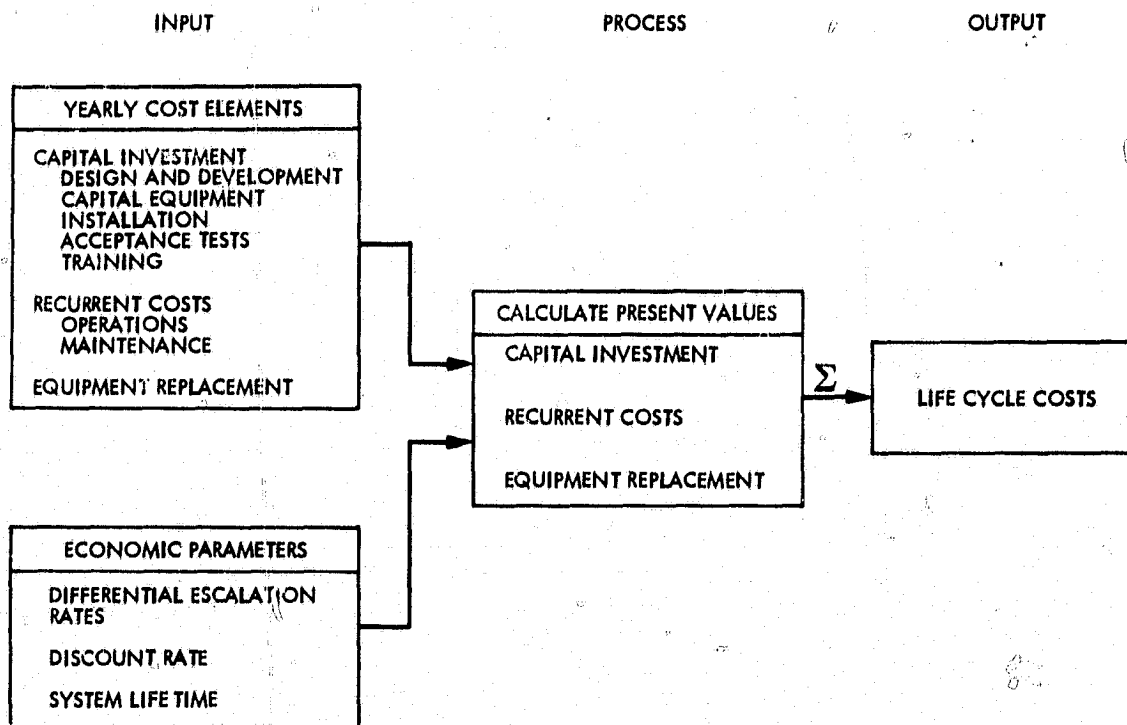 INPUT
PROCESS
OUTPUT
YEARLY COST ELEMENTS
CAPITAL INVESTMENT
DESIGN AND DEVELOPMENT
CAPITAL EQUIPMENT
INSTALLATION
ACCEPTANCE TESTS
TRAINING
RECURRENT COSTS
OPERATIONS
MAINTENANCE
EQUIPMENT REPLACEMENT
ECONOMIC PARAMETERS
DIFFERENTIAL ESCALATION
RATES
DISCOUNT RATE
SYSTEM LIFE TIME
CALCULATE PRESENT VALUES
CAPITAL INVESTMENT
RECURRENT COSTS
EQUIPMENT REPLACEMENT
Σ
LIFE CYCLE COSTS